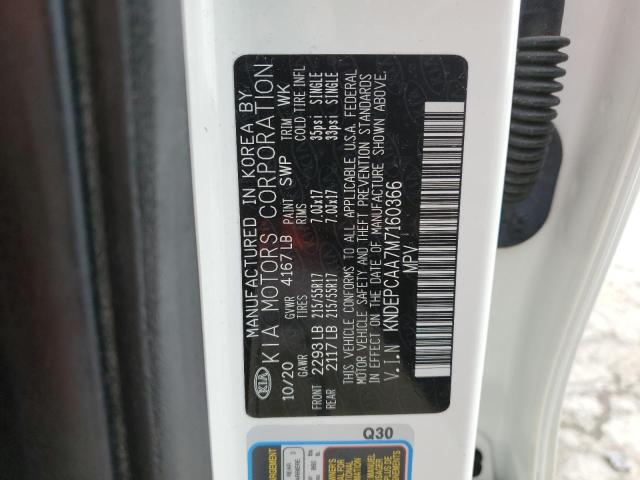 MANUFACTURED IN KOREA BY
KIA KIA MOTORS CORPORATION
10/20 GVWR 4167 LB PAINT SWP TRIM WK
GAWR TIRES RIMS COLD TIRE INFL
FRONT 2293 LB 215/55R17 7.0Jx17 35psi SINGLE
REAR 2117 LB 215/55R17 7.0Jx17 33psi SINGLE
THIS VEHICLE CONFORMS TO ALL APPLICABLE U.S.A. FEDERAL
MOTOR VEHICLE SAFETY AND THEFT PREVENTION STANDARDS
IN EFFECT ON THE DATE OF MANUFACTURE SHOWN ABOVE.
V.I.N KNDEPCAA7M7160366
MPV
Q30
REAR